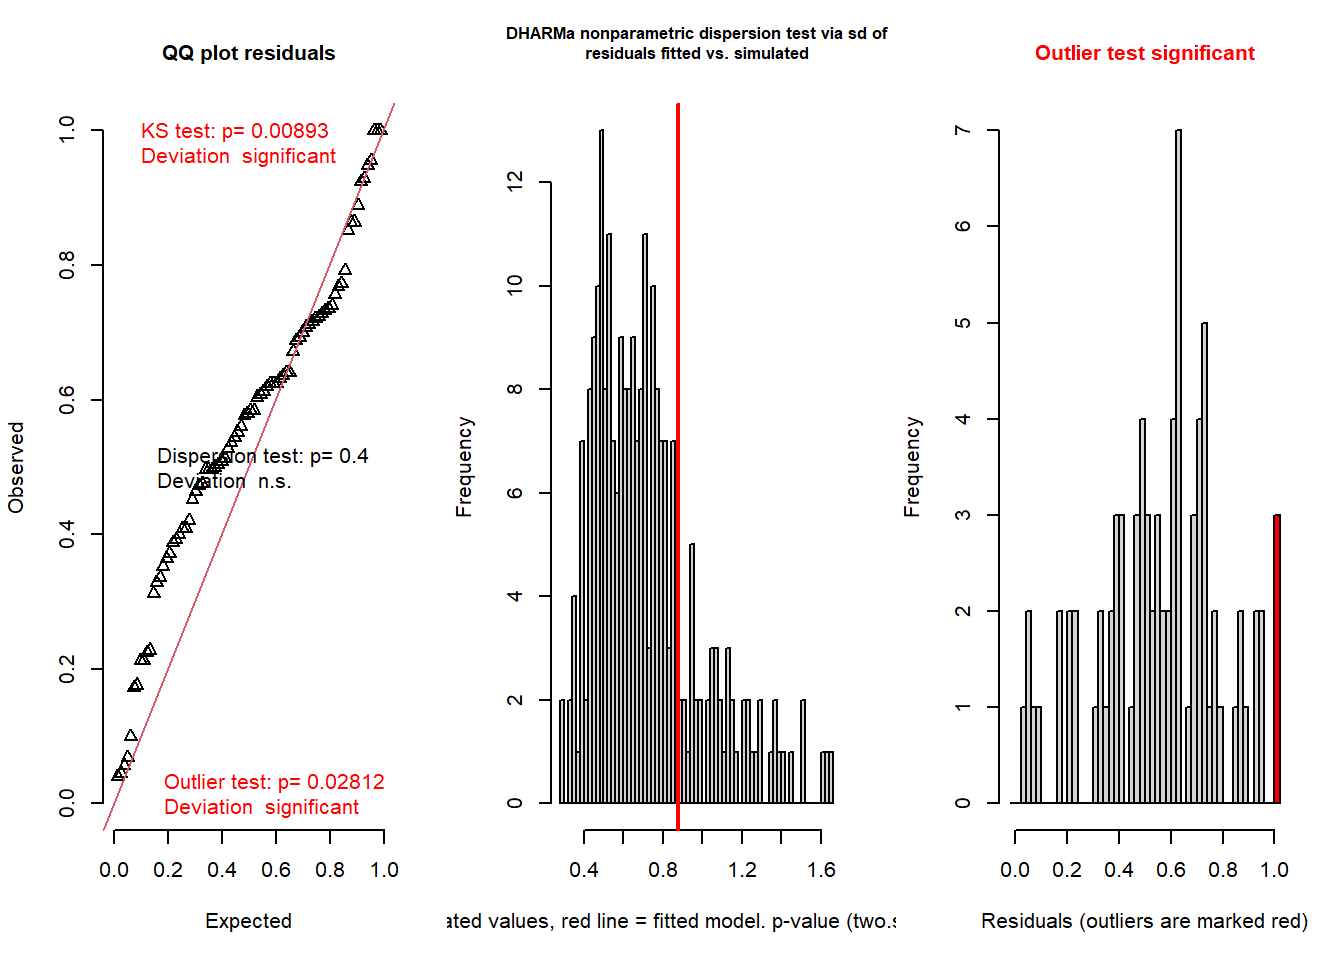 QQ plot residuals
KS test: p= 0.00893
Deviation  significant
Dispersion test: p= 0.4
Deviation  n.s.
Outlier test: p= 0.02812
Deviation  significant
Observed
1.0
0.8
0.6
0.4
0.2
0.0
0.0 0.2 0.4 0.6 0.8 1.0
Expected
DHARMa nonparametric dispersion test via sd of
residuals fitted vs. simulated
Frequency
12
10
8
6
4
2
0
0.4 0.8 1.2 1.6
ated values, red line = fitted model. p-value (two.s
Outlier test significant
Frequency
7
6
5
4
3
2
1
0
0.0 0.2 0.4 0.6 0.8 1.0
Residuals (outliers are marked red)